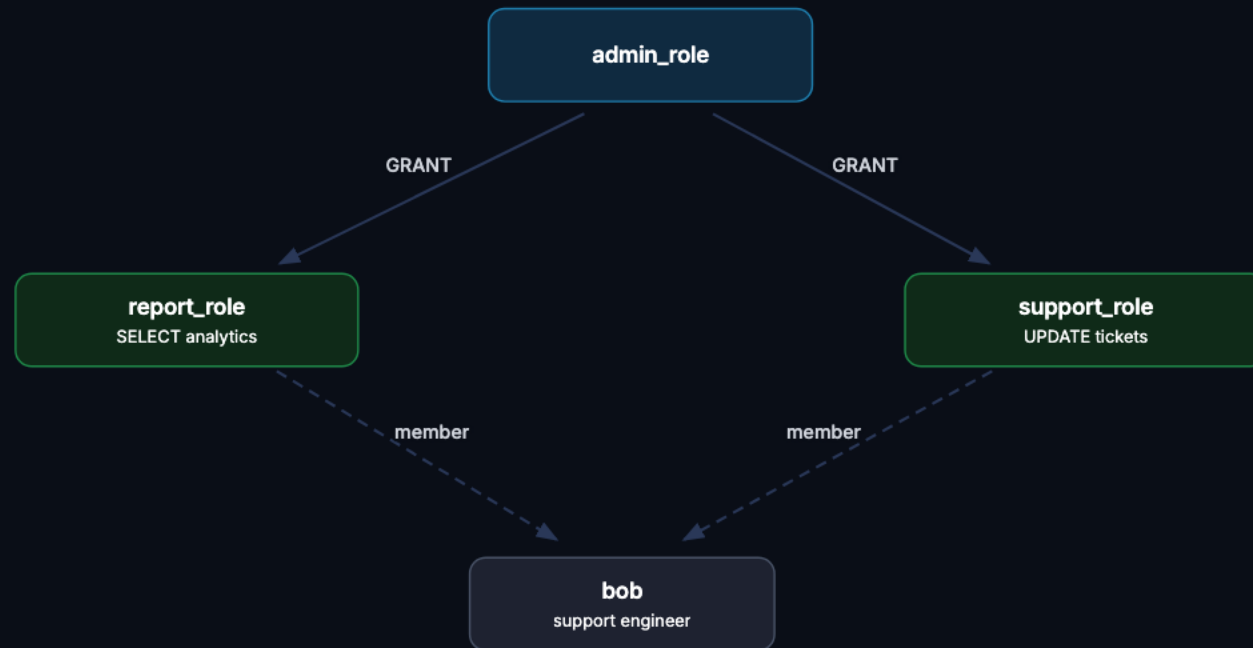 admin_role
GRANT
GRANT
report_role
SELECT analytics
support_role
UPDATE tickets
member
member
bob
support engineer